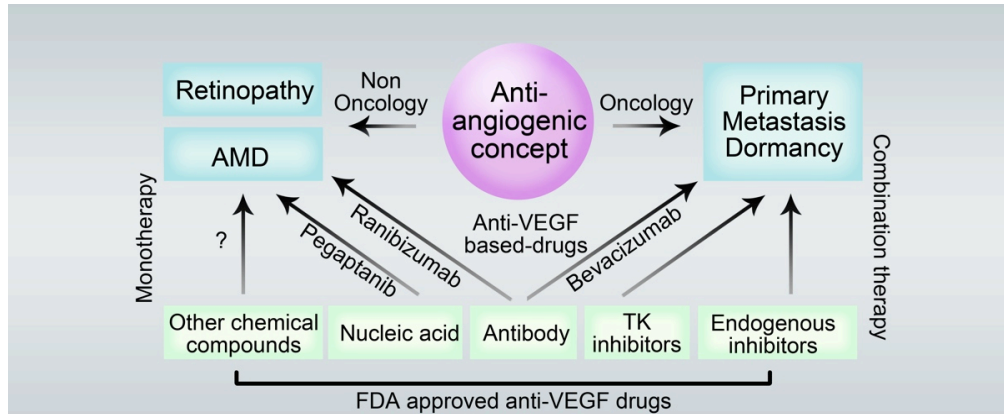 Retinopathy
AMD
Non
Oncology
Anti-
angiogenic
concept
Oncology
Primary
Metastasis
Dormancy
Monotherapy
?
Pegaptanib
Ranibizumab
Anti-VEGF
based-drugs
Bevacizumab
Combination therapy
Other chemical
compounds
Nucleic acid
Antibody
TK
inhibitors
Endogenous
inhibitors
FDA approved anti-VEGF drugs